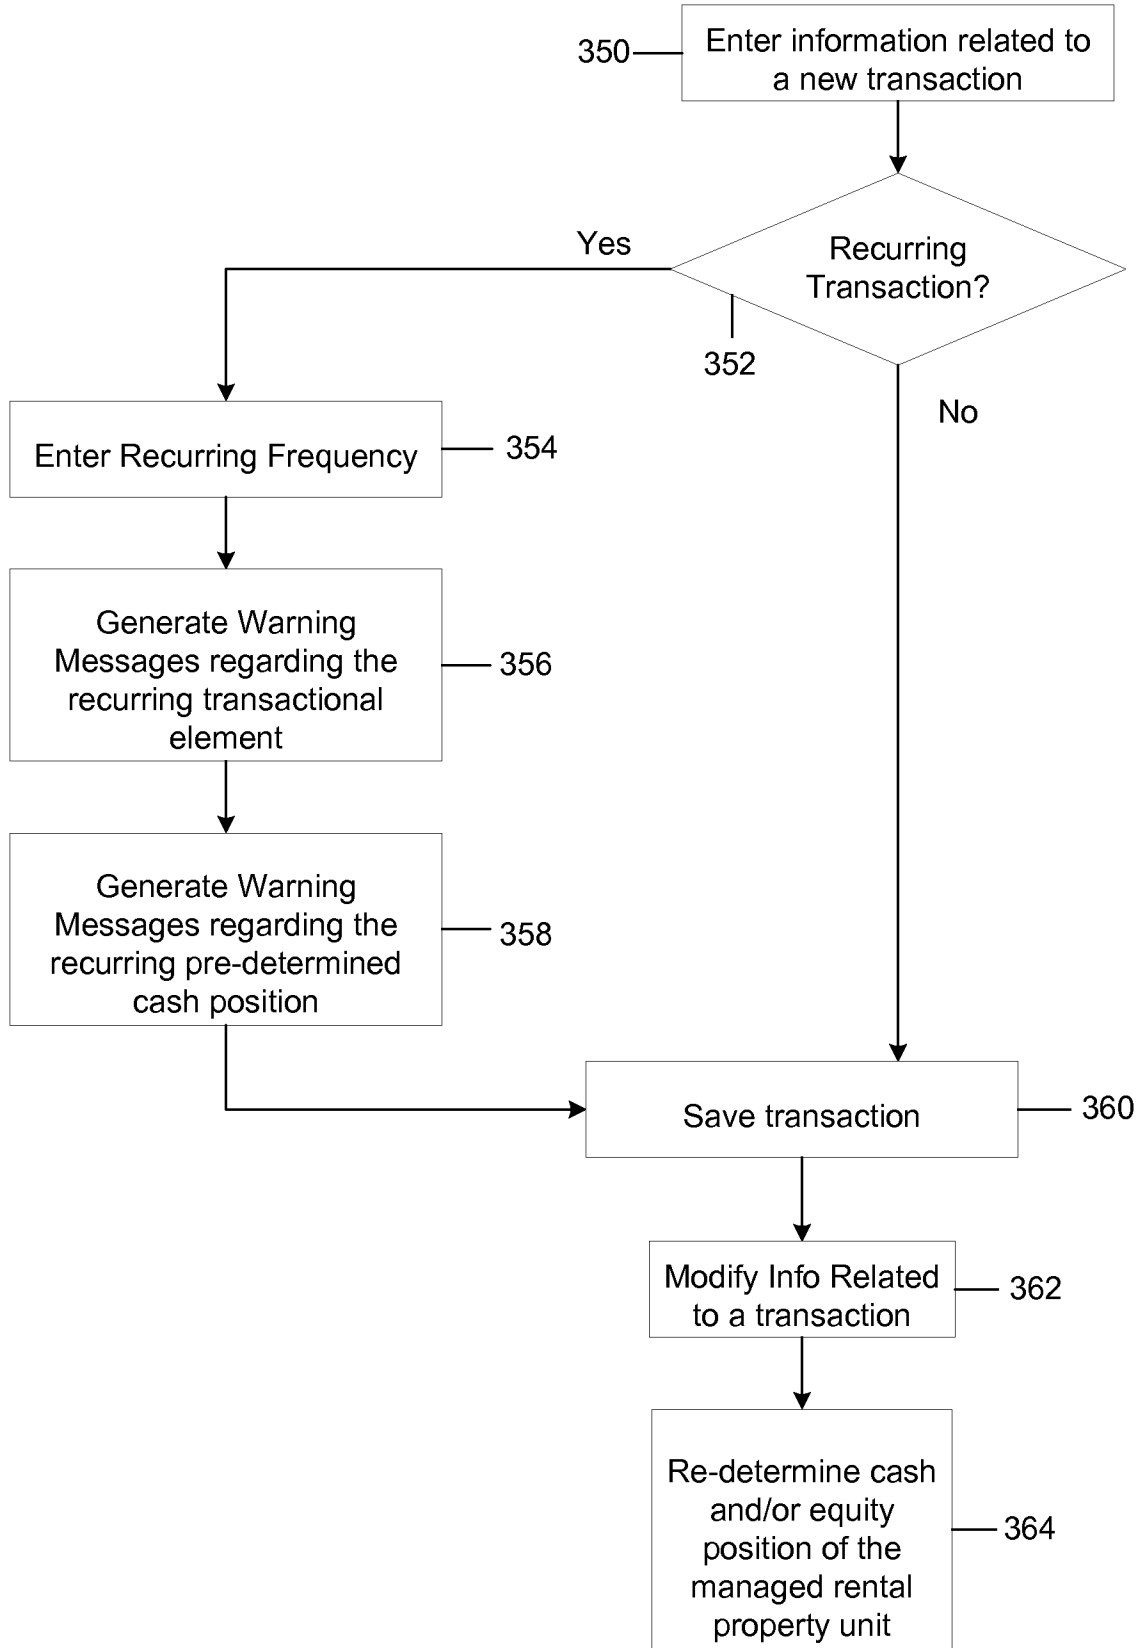 350
Enter information related to
a new transaction
Yes
Recurring
Transaction?
352
No
Enter Recurring Frequency
354
Generate Warning
Messages regarding the
recurring transactional
element
356
Generate Warning
Messages regarding the
recurring pre-determined
cash position
358
Save transaction
360
Modify Info Related
to a transaction
362
Re-determine cash
and/or equity
position of the
managed rental
property unit
364